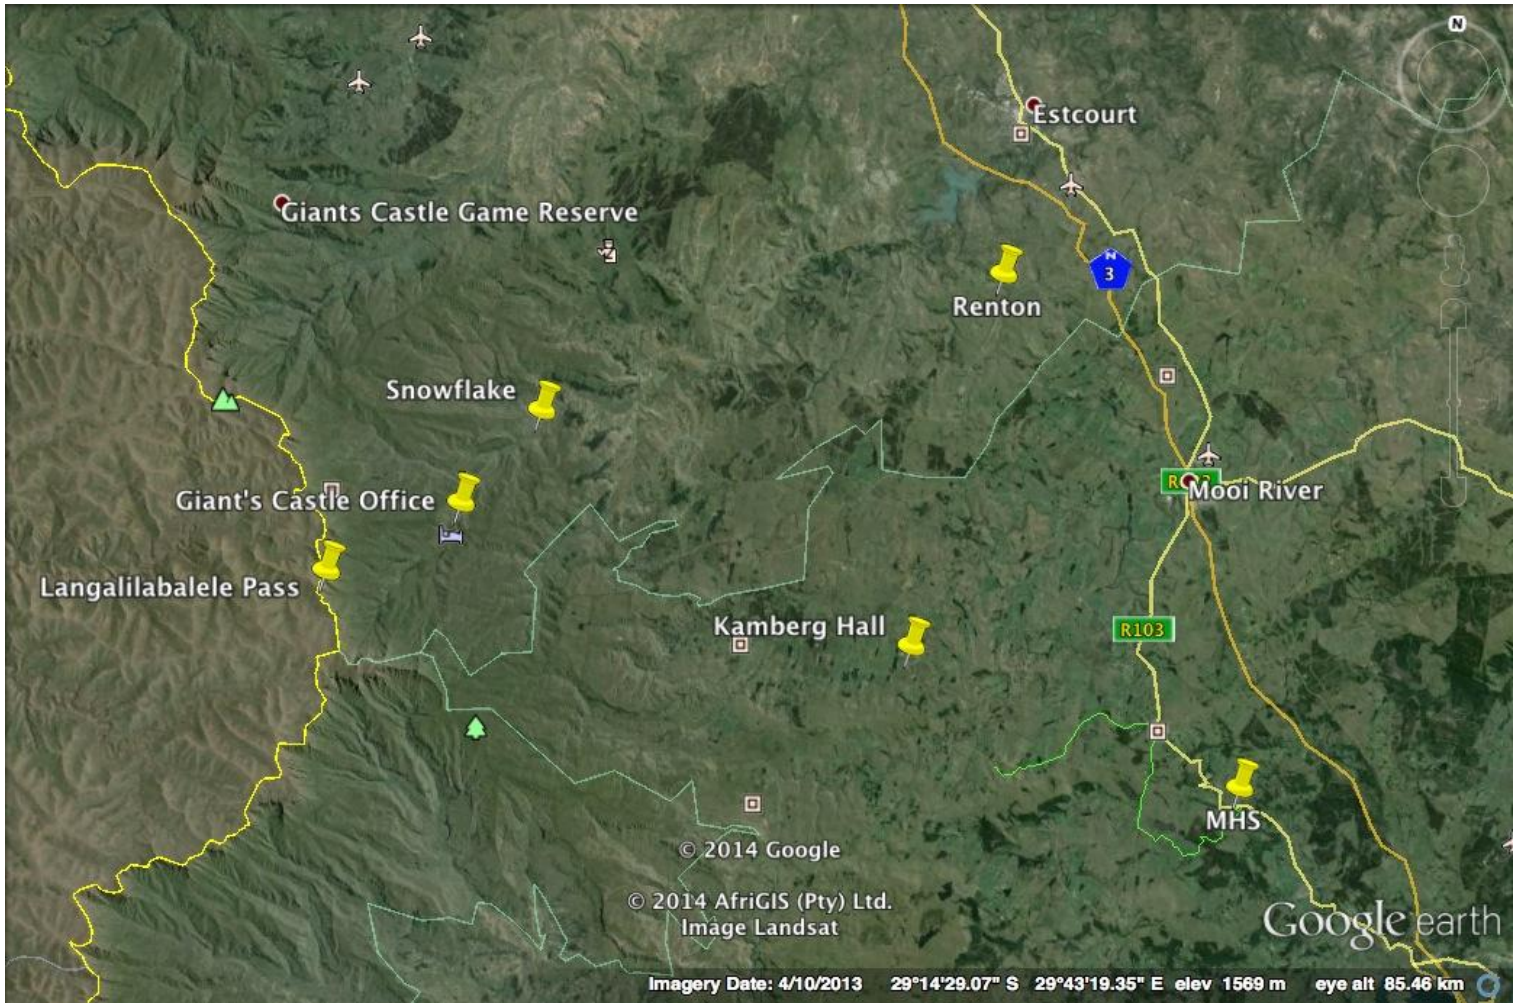 N
Estcourt
Giants Castle Game Reserve
N
3
Renton
Snowflake
Giant's Castle Office
Mooi River
Langalilabalele Pass
Kamberg Hall
R103
MHS
© 2014 Google
© 2014 AfriGIS (Pty) Ltd.
Image Landsat
Google earth
Imagery Date: 4/10/2013 29°14'29.07" S 29°43'19.35" E elev 1569 m eye alt 85.46 km